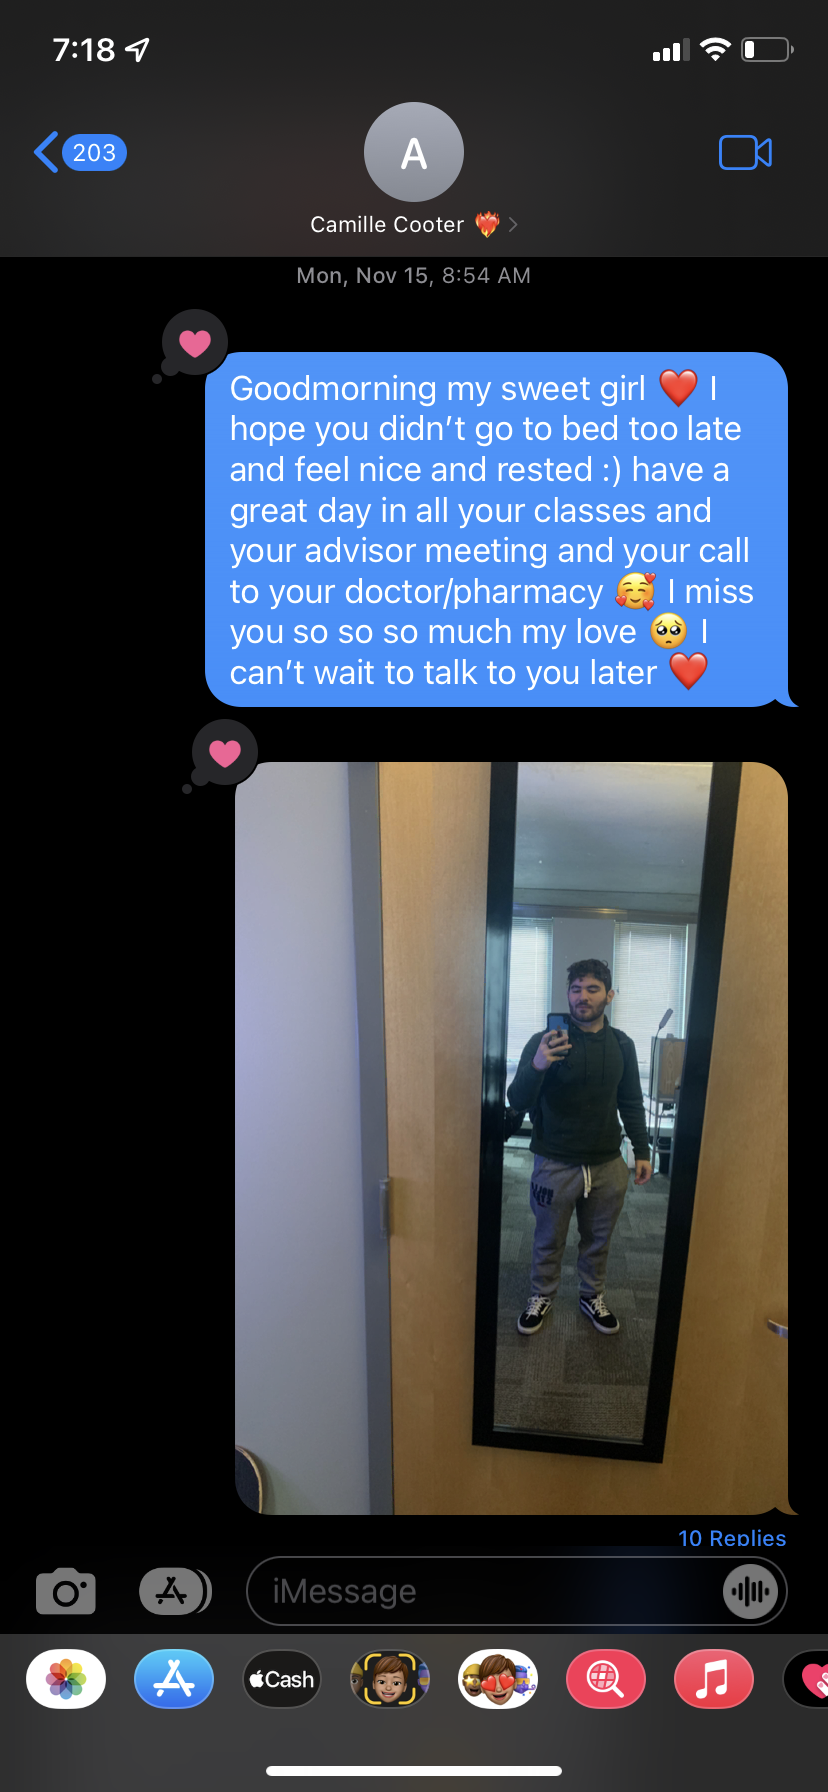 7:18
203
A
Camille Cooter ❤️‍🔥 >
Mon, Nov 15, 8:54 AM
Goodmorning my sweet girl ❤️ I
hope you didn’t go to bed too late
and feel nice and rested :) have a
great day in all your classes and
your advisor meeting and your call
to your doctor/pharmacy 🥰 I miss
you so so so much my love 🥺 I
can’t wait to talk to you later ❤️
10 Replies
iMessage
Cash